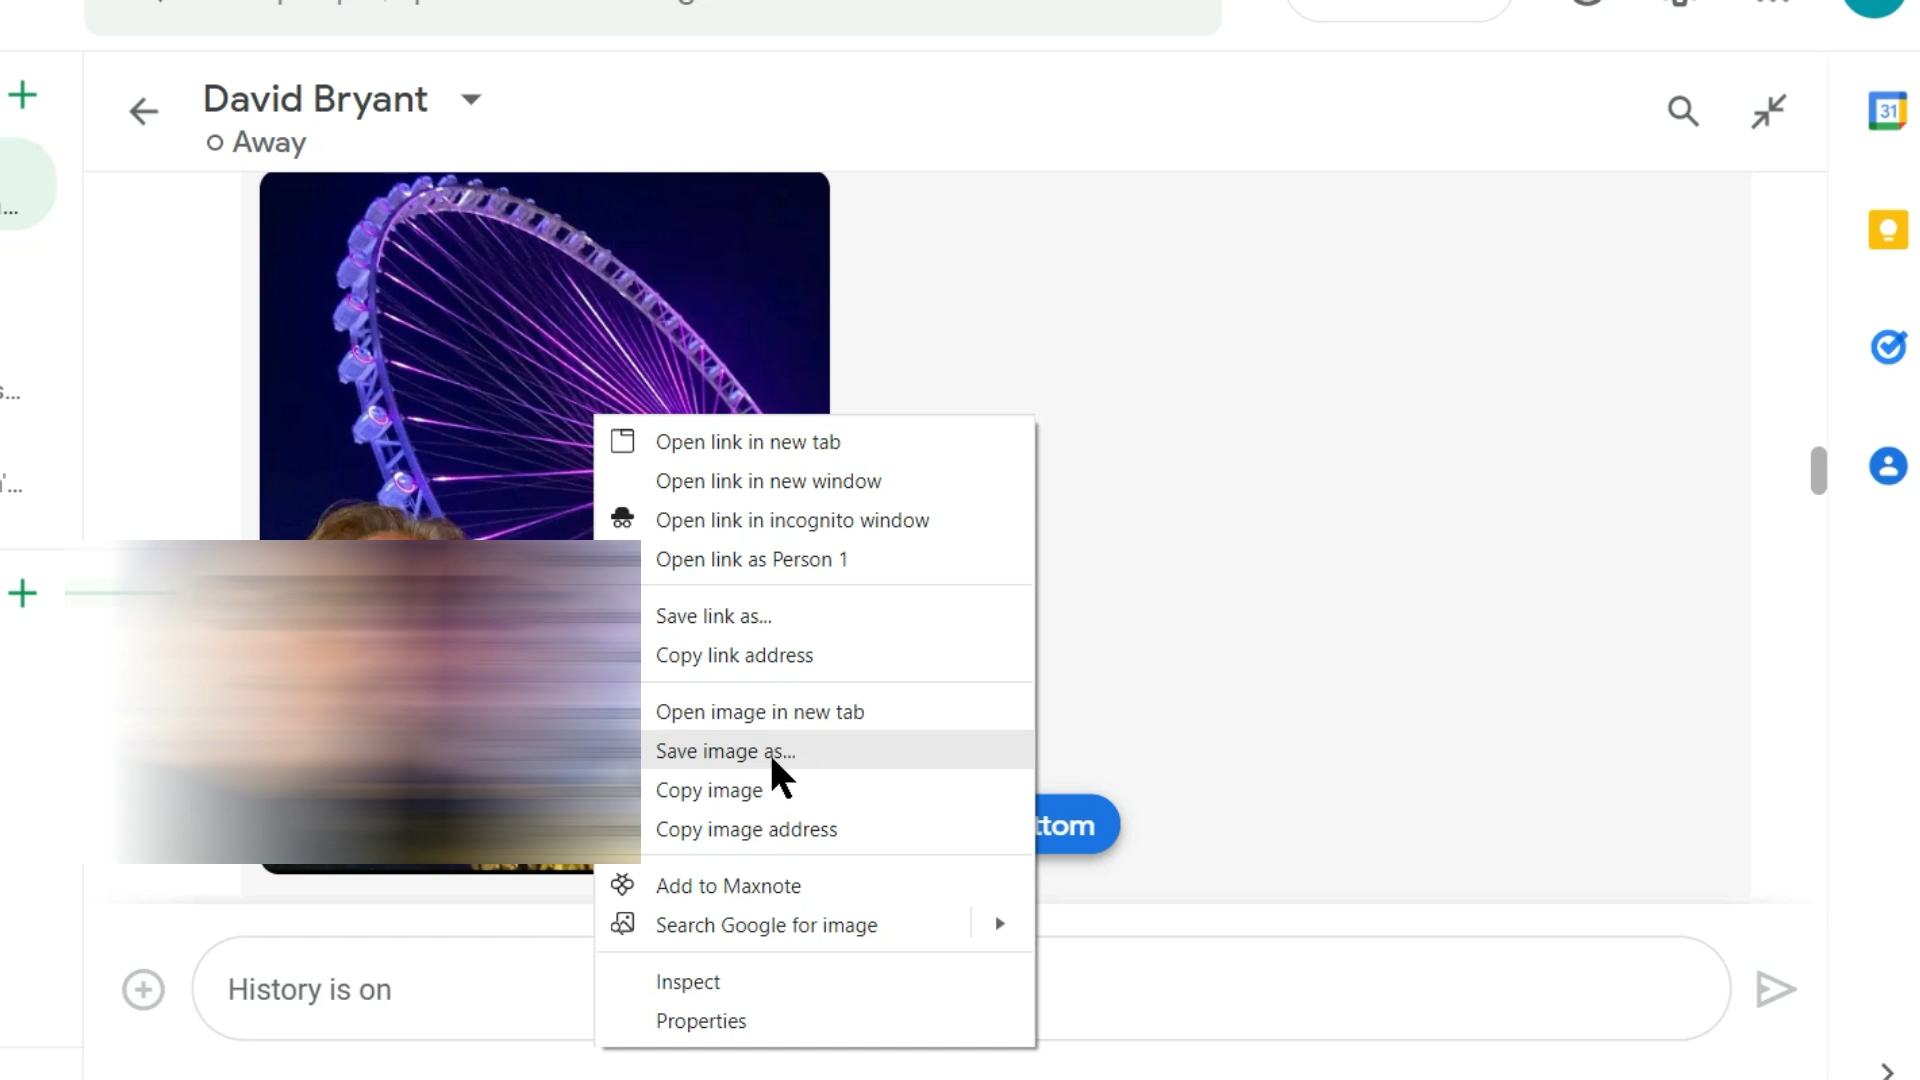 David Bryant
Away
31
Open link in new tab
Open link in new window
Open link in incognito window
Open link as Person 1
Save link as...
Copy link address
Open image in new tab
Save image as...
Copy image
ttom
Copy image address
Add to Maxnote
Search Google for image
History is on
Inspect
Properties